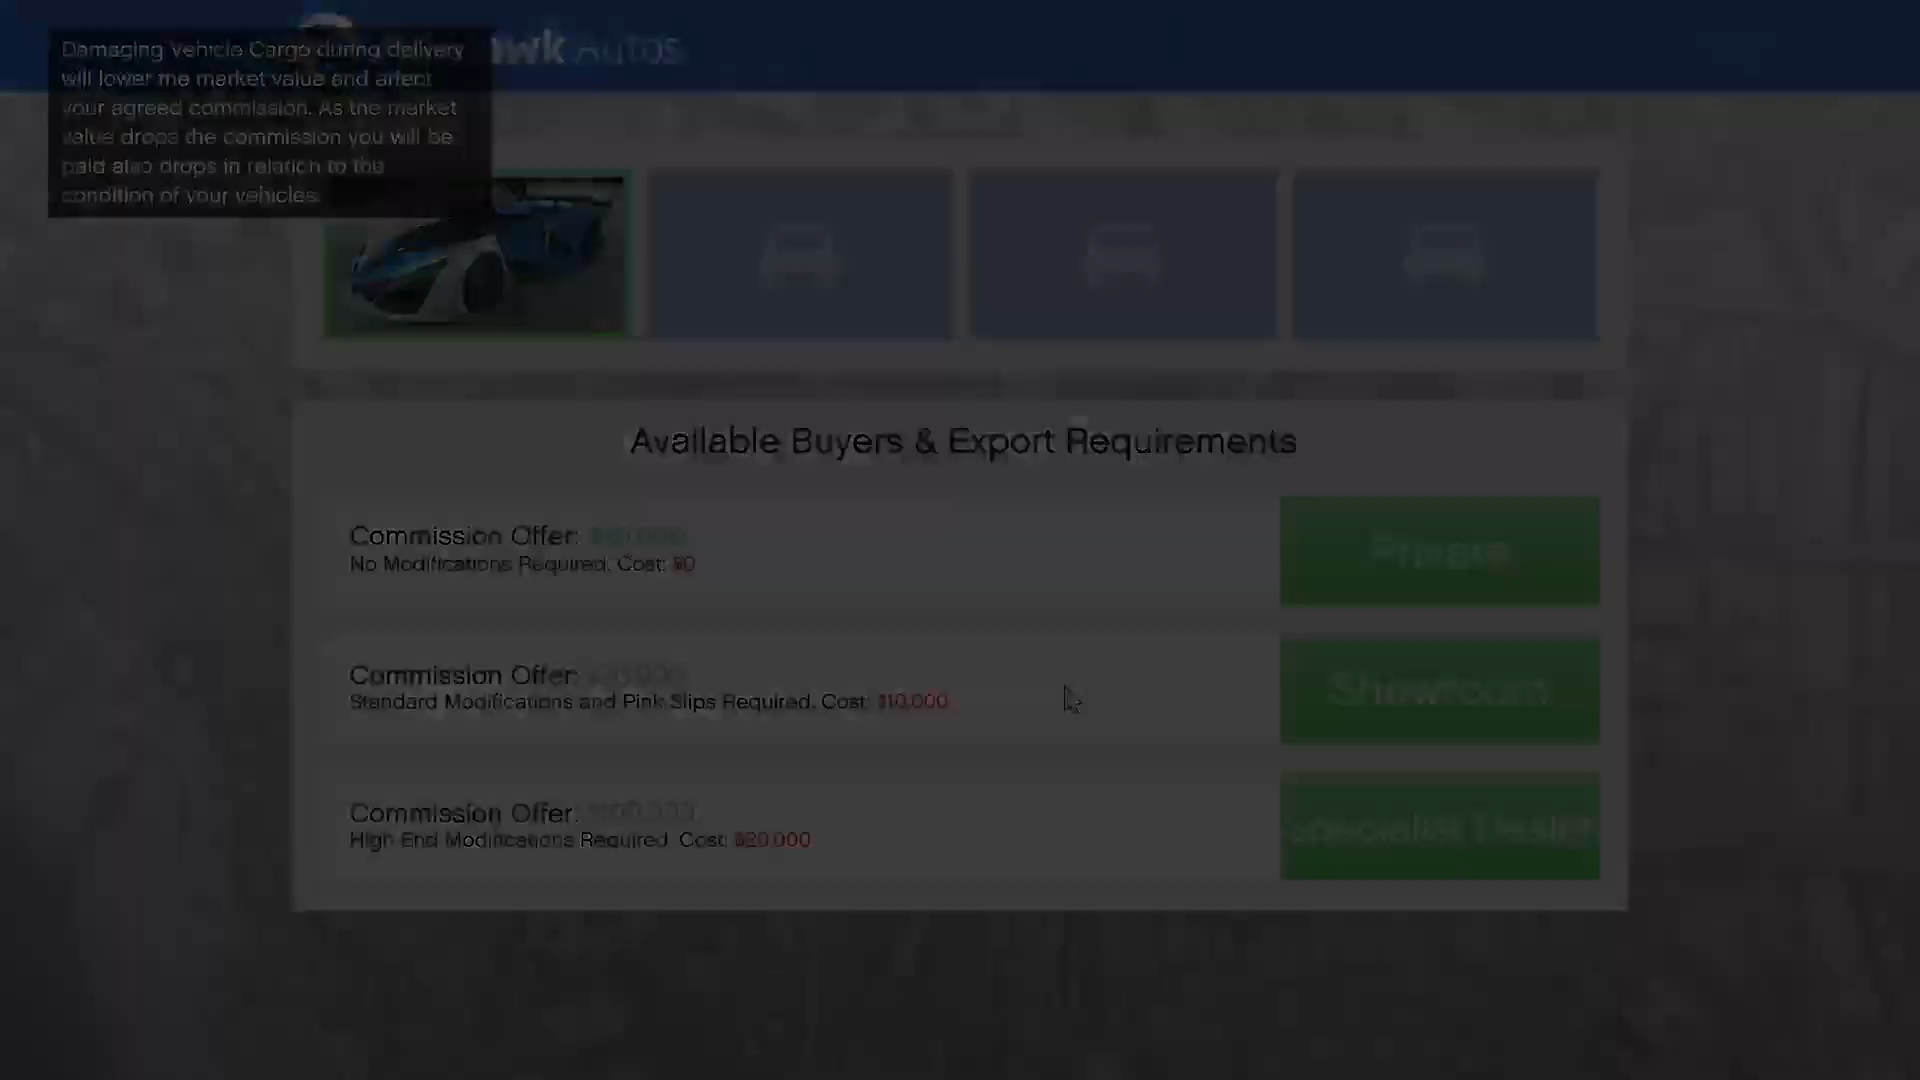 Damaging Vehicle Cargo during delivery
will lower the market value and affect
your agreed commission. As the market
value drops the commission you will be
paid also drops in relation to the
condition of your vehicles.
wk Autos
Available Buyers & Export Requirements
Commission Offer:
No Modifications Required. Cost: $0
Private
Commission Offer:
Standard Modifications and Pink Slips Required. Cost: $10,000
Showroom
Commission Offer:
High End Modifications Required. Cost: $20,000
Specialist Dealer